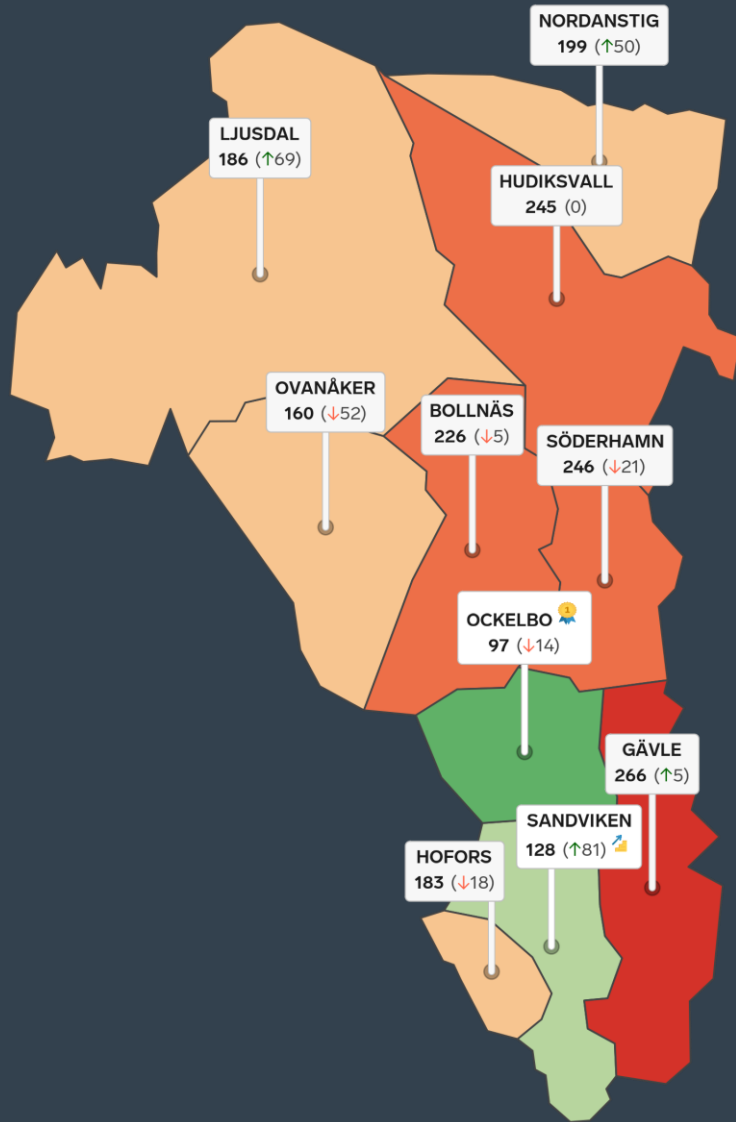 NORDANSTIG
199 (↑50)
LJUSDAL
186 (↑69)
HUDIKSVALL
245 (0)
OVANÅKER
160 (↓52)
BOLLNÄS
226 (↓5)
SÖDERHAMN
246 (↓21)
OCKELBO
1
97 (↓14)
GÄVLE
266 (↑5)
SANDVIKEN
128 (↑81)
HOFORS
183 (↓18)